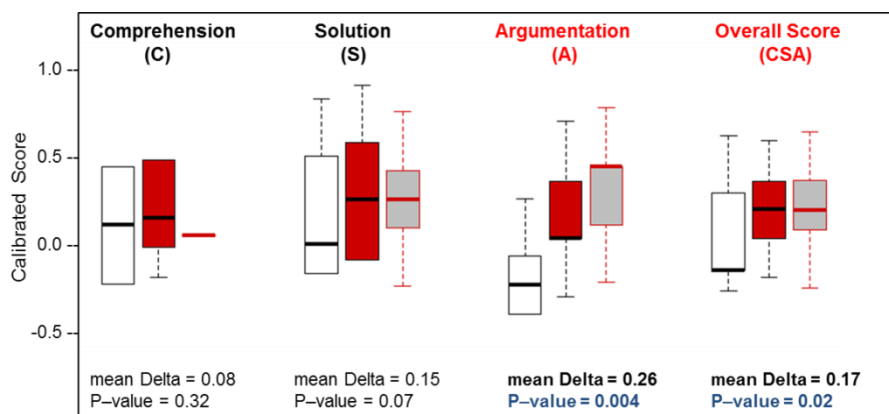 Comprehension
(C)
Solution
(S)
Argumentation
(A)
Overall Score
(CSA)
Calibrated Score
1.0
0.5
0.0
-0.5
mean Delta = 0.08
P–value = 0.32
mean Delta = 0.15
P–value = 0.07
mean Delta = 0.26
P–value = 0.004
mean Delta = 0.17
P–value = 0.02